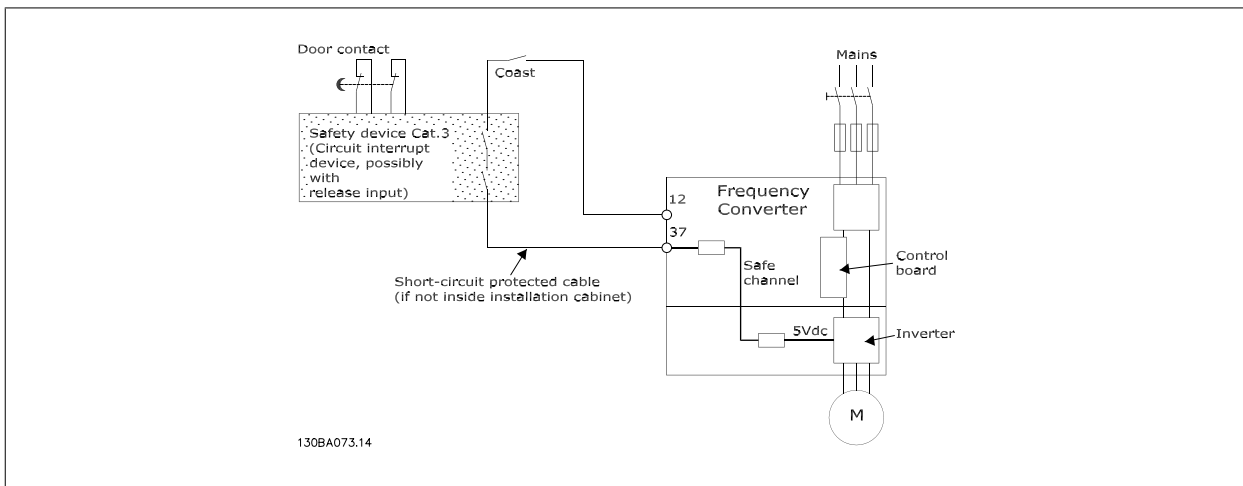 Door contact
Coast
Mains
Safety device Cat.3
(Circuit interrupt
device, possibly
with
release input)
12
Frequency
Converter
37
Safe
channel
Control
board
Short-circuit protected cable
(if not inside installation cabinet)
5Vdc
Inverter
M
130BA073.14